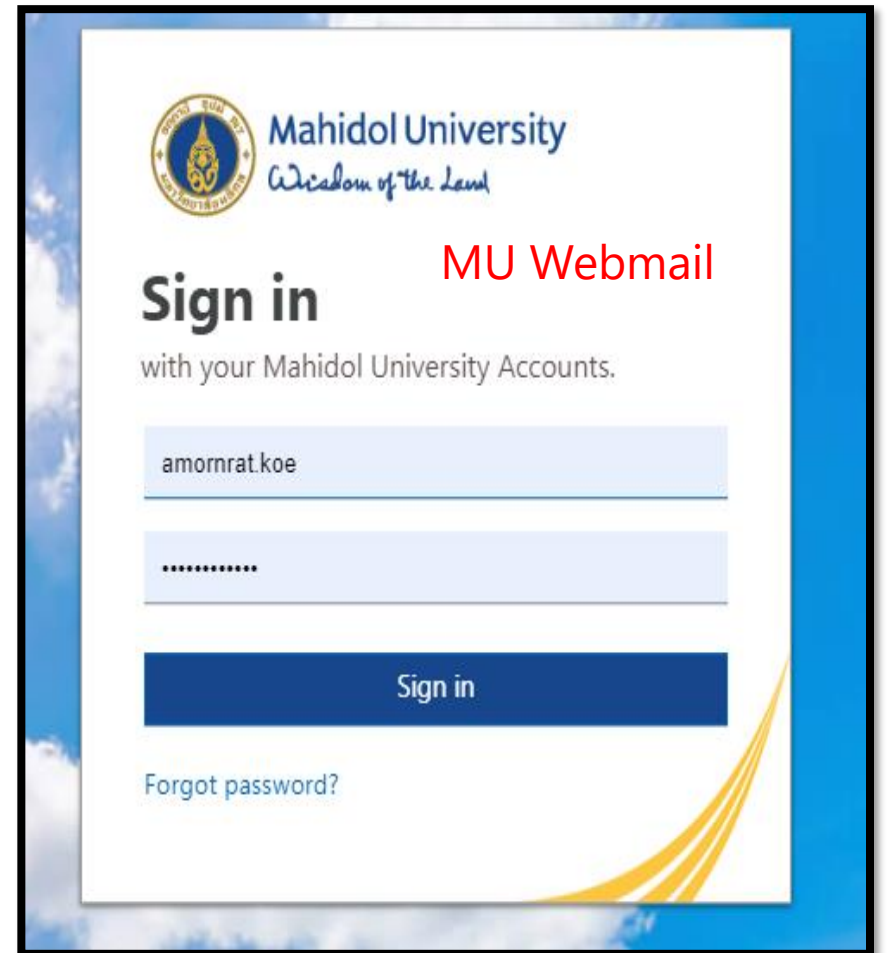 Mahidol University
Wisdom of the Land
MU Webmail
Sign in
with your Mahidol University Accounts.
amornrat.koe
••••••••••••
Sign in
Forgot password?